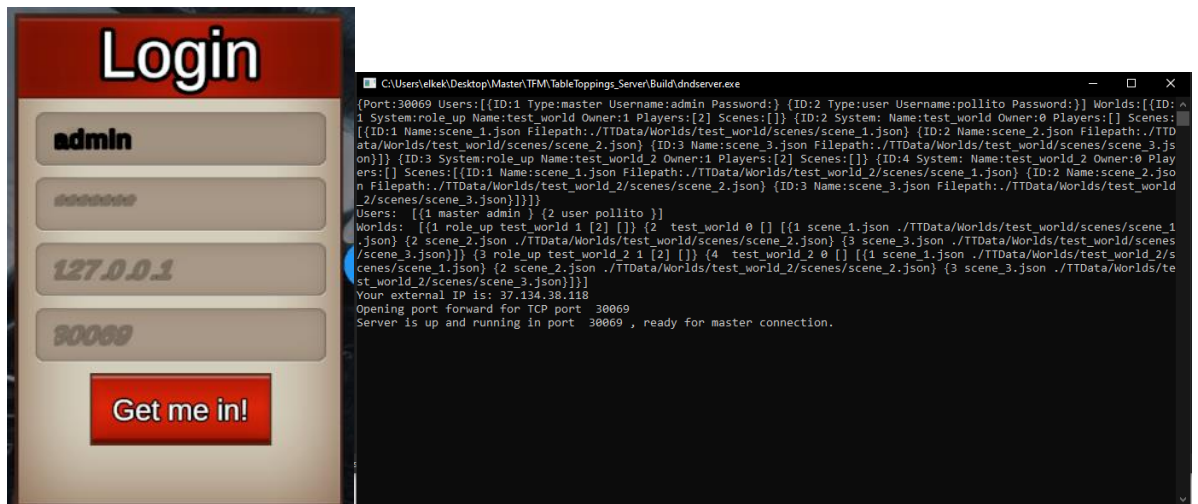 Login
admin
127.0.0.1
30069
Get me in!
C:\Users\elkek\Desktop\Master\TFM\TableToppings_Server\Build\dndserver.exe
{Port:30069 Users:[{ID:1 Type:master Username:admin Password:} {ID:2 Type:user Username:pollito Password:}] Worlds:[{ID:
1 System:role_up Name:test_world Owner:1 Players:[2] Scenes:[]} {ID:2 System: Name:test_world Owner:0 Players:[] Scenes:
[{ID:1 Name:scene_1.json Filepath:./TTData/Worlds/test_world/scenes/scene_1.json} {ID:2 Name:scene_2.json Filepath:./TTD
ata/Worlds/test_world/scenes/scene_2.json} {ID:3 Name:scene_3.json Filepath:./TTData/Worlds/test_world/scenes/scene_3.js
on}]} {ID:3 System:role_up Name:test_world_2 Owner:1 Players:[2] Scenes:[]} {ID:4 System: Name:test_world_2 Owner:0 Play
ers:[] Scenes:[{ID:1 Name:scene_1.json Filepath:./TTData/Worlds/test_world_2/scenes/scene_1.json} {ID:2 Name:scene_2.jso
n Filepath:./TTData/Worlds/test_world_2/scenes/scene_2.json} {ID:3 Name:scene_3.json Filepath:./TTData/Worlds/test_world
_2/scenes/scene_3.json}]}]}
Users:  [{1 master admin } {2 user pollito }]
Worlds:  [{1 role_up test_world 1 [2] []} {2  test_world 0 [] [{1 scene_1.json ./TTData/Worlds/test_world/scenes/scene_1
.json} {2 scene_2.json ./TTData/Worlds/test_world/scenes/scene_2.json} {3 scene_3.json ./TTData/Worlds/test_world/scenes
/scene_3.json}]} {3 role_up test_world_2 1 [2] []} {4  test_world_2 0 [] [{1 scene_1.json ./TTData/Worlds/test_world_2/s
cenes/scene_1.json} {2 scene_2.json ./TTData/Worlds/test_world_2/scenes/scene_2.json} {3 scene_3.json ./TTData/Worlds/te
st_world_2/scenes/scene_3.json}]}]
Your external IP is: 37.134.38.118
Opening port forward for TCP port  30069
Server is up and running in port  30069 , ready for master connection.